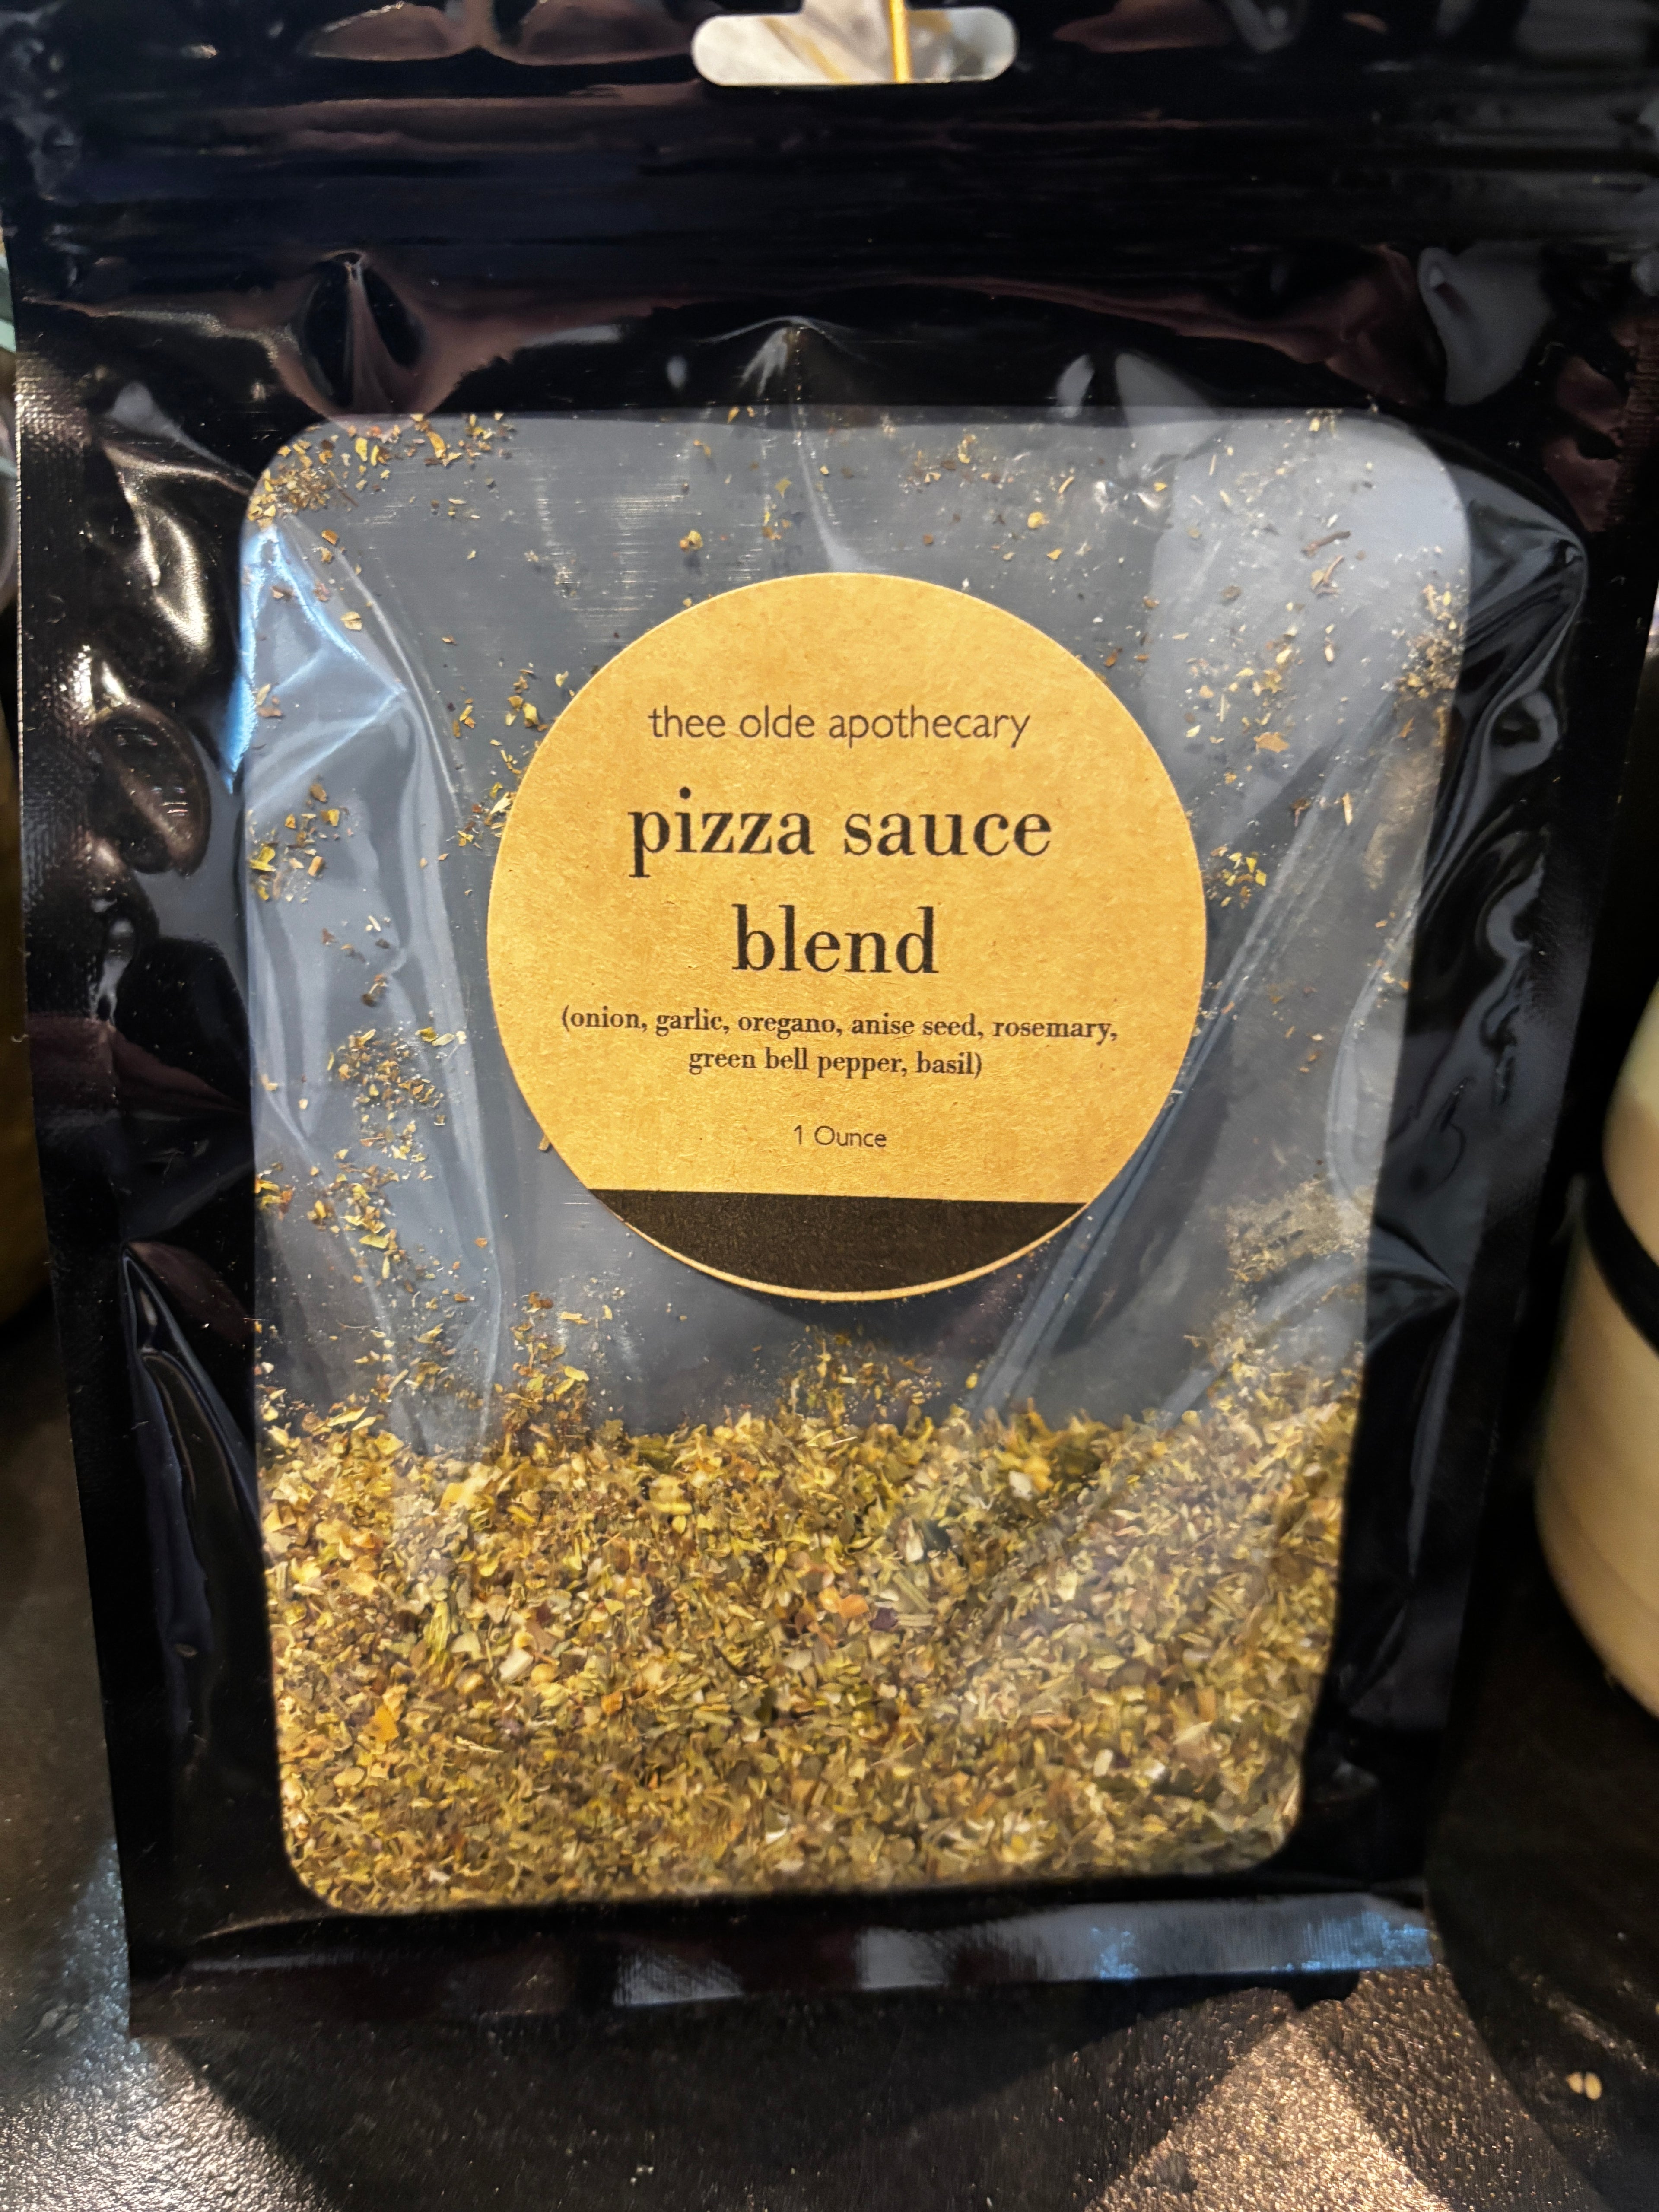 thee olde apothecary
pizza sauce
blend
(onion, garlic, oregano, anise seed, rosemary,
green bell pepper, basil)
1 Ounce